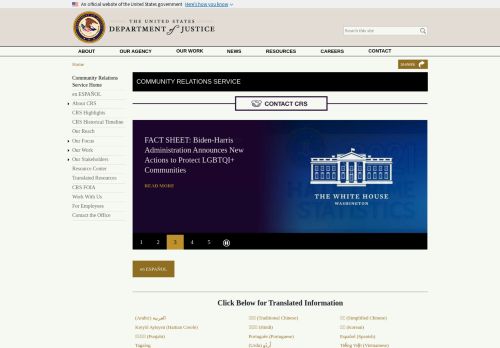 An official website of the United States government Here's how you know
THE UNITED STATES
DEPARTMENT of JUSTICE
Search this site
ABOUT OUR AGENCY OUR WORK NEWS RESOURCES CAREERS CONTACT
Home
SHARE
Community Relations
Service Home
en ESPAÑOL
About CRS
CRS Highlights
CRS Historical Timeline
Our Reach
Our Focus
Our Work
Our Stakeholders
Resource Center
Translated Resources
CRS FOIA
Work With Us
For Employees
Contact the Office
COMMUNITY RELATIONS SERVICE
CONTACT CRS
FACT SHEET: Biden-Harris
Administration Announces New
Actions to Protect LGBTQI+
Communities
READ MORE
THE WHITE HOUSE
WASHINGTON
1 2 3 4 5
en ESPAÑOL
Click Below for Translated Information
العربية (Arabic)
(Traditional Chinese)
(Simplified Chinese)
Kreyòl Ayisyen (Haitian Creole)
(Hindi)
(Korean)
(Punjabi)
Português (Portuguese)
Español (Spanish)
Tagalog
اُردُو (Urdu)
Tiếng Việt (Vietnamese)